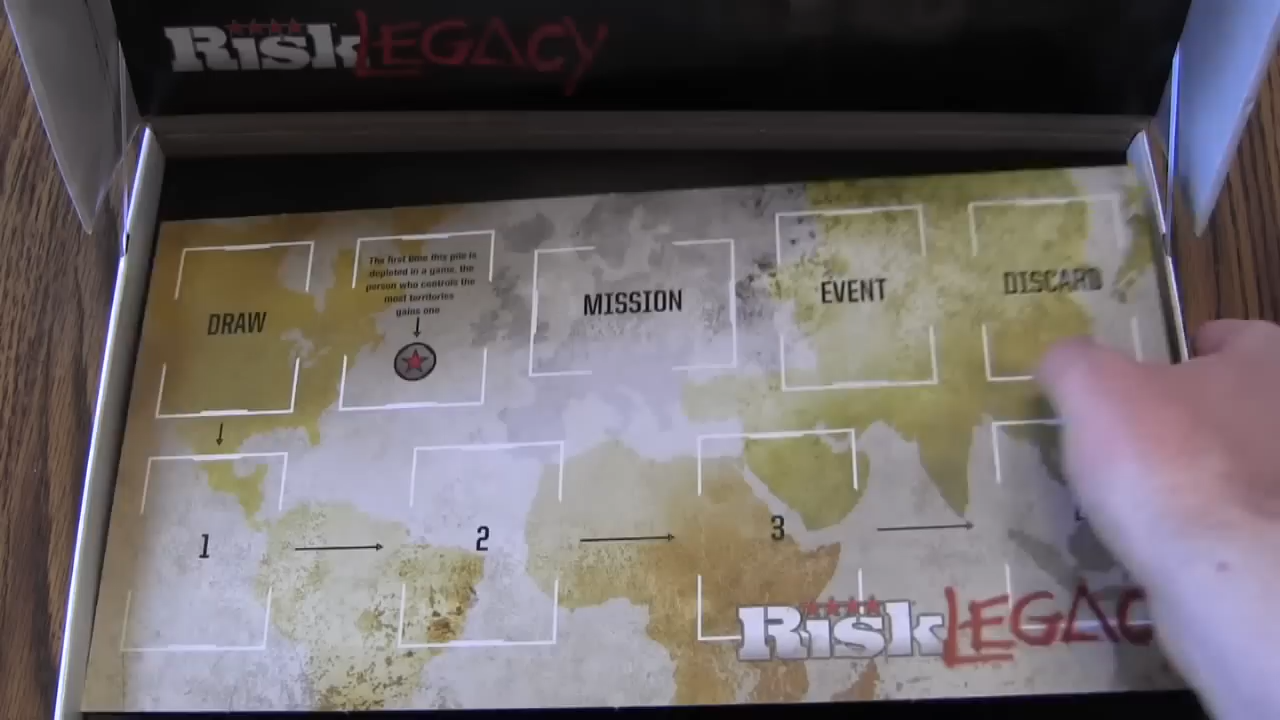 Risk LEGACY
The first time this pile is
depleted in a game, the
person who controls the
most territories
gains one
DRAW
MISSION
EVENT
DISCARD
1
2
3
Risk LEGAC